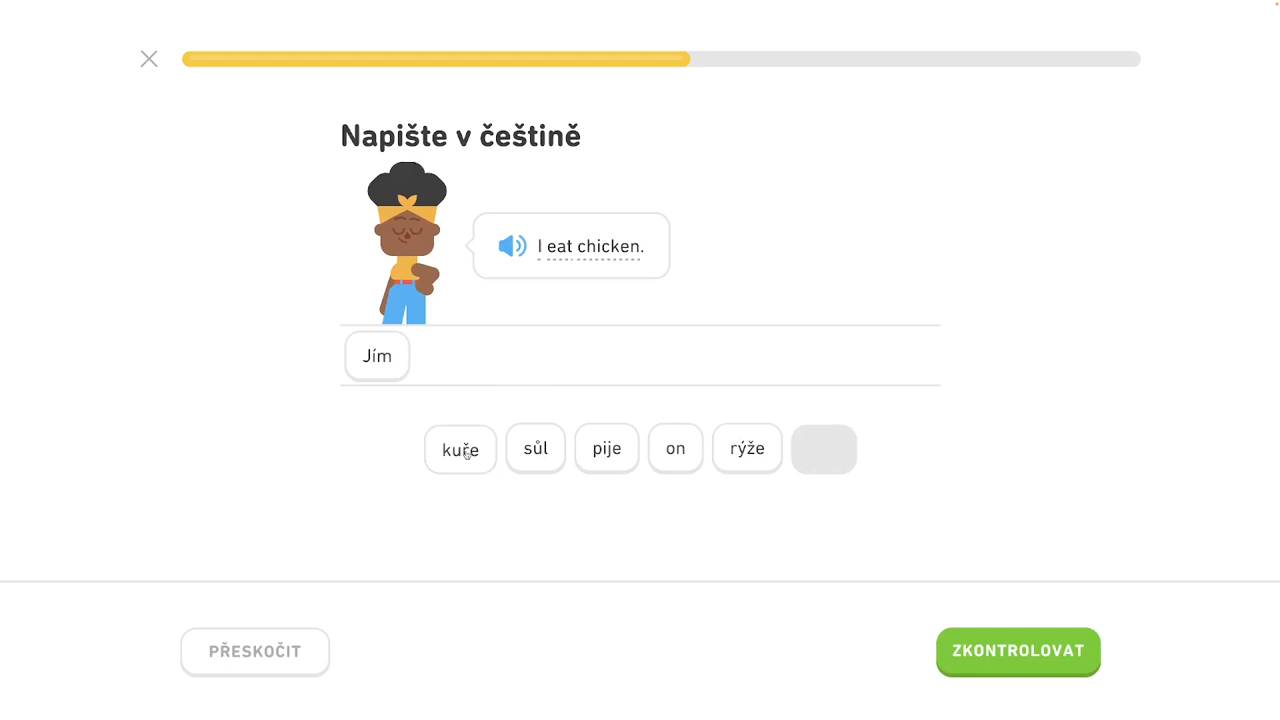 Napište v češtině
I eat chicken.
Jím
kuře sůl pije on rýže
PŘESKOČIT ZKONTROLOVAT